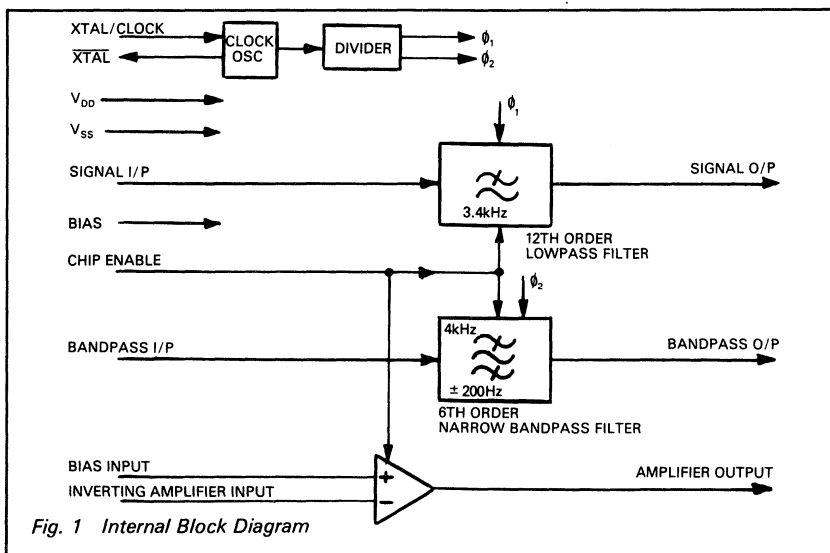 XTAL/CLOCK
XTAL
CLOCK
OSC
DIVIDER
ϕ1
ϕ2
VDD
VSS
ϕ1
SIGNAL I/P
SIGNAL O/P
3.4kHz
BIAS
12TH ORDER
LOWPASS FILTER
CHIP ENABLE
ϕ2
4kHz
BANDPASS I/P
BANDPASS O/P
± 200Hz
6TH ORDER
NARROW BANDPASS FILTER
BIAS INPUT
+
AMPLIFIER OUTPUT
INVERTING AMPLIFIER INPUT
−
Fig. 1 Internal Block Diagram